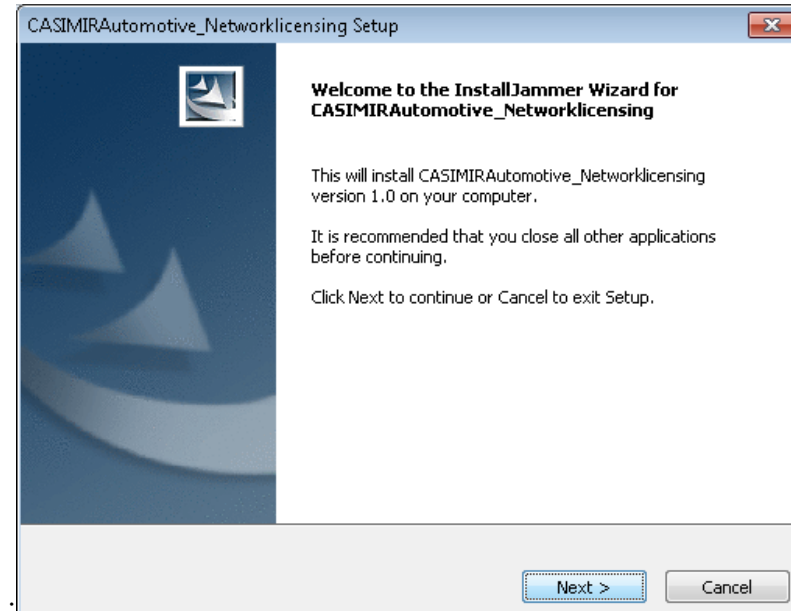 CASIMIRAutomotive_Networklicensing Setup
Welcome to the InstallJammer Wizard for
CASIMIRAutomotive_Networklicensing
This will install CASIMIRAutomotive_Networklicensing
version 1.0 on your computer.
It is recommended that you close all other applications
before continuing.
Click Next to continue or Cancel to exit Setup.
Next >
Cancel
.